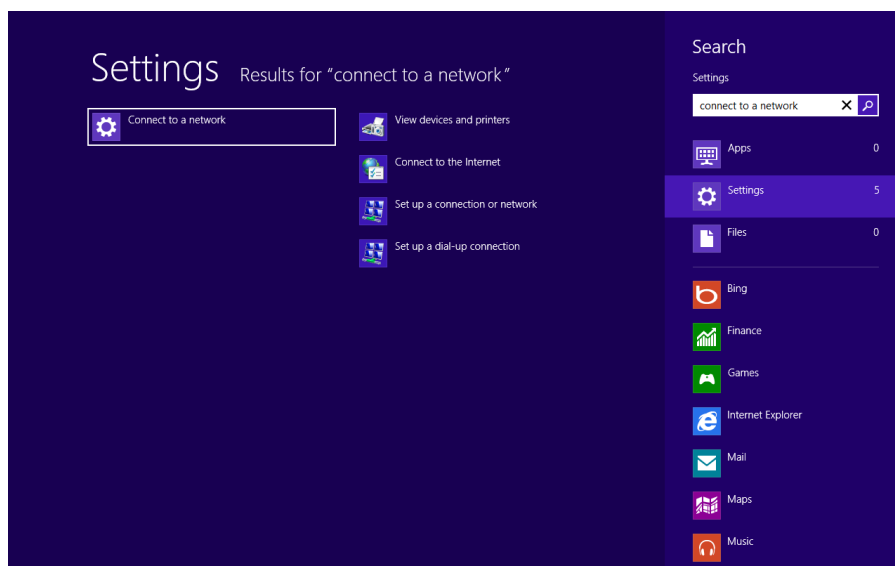 Settings Results for “connect to a network”
Connect to a network
View devices and printers
Connect to the Internet
Set up a connection or network
Set up a dial-up connection
Search
Settings
connect to a network
Apps 0
Settings 5
Files 0
Bing
Finance
Games
Internet Explorer
Mail
Maps
Music